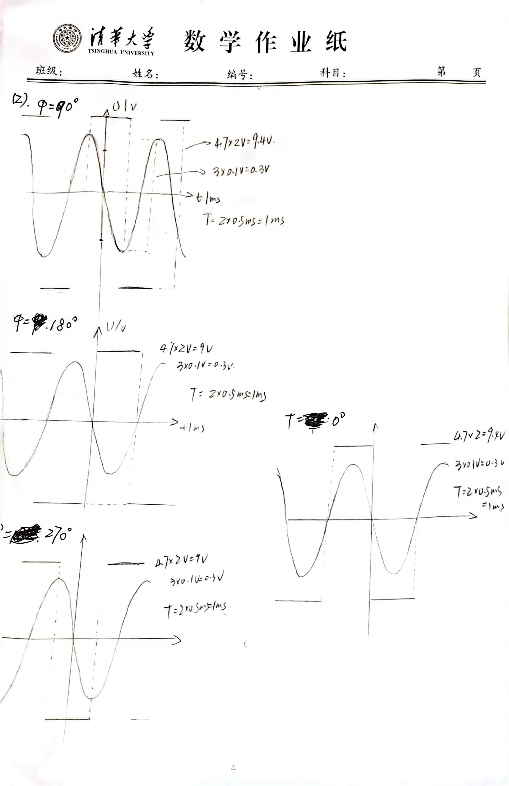 清華大学 数学作业纸
TSINGHUA UNIVERSITY
班级: 姓名: 编号: 科目: 第 页
(2). φ=90°
U/V
4.7×2V=9.4V.
3×0.1V=0.3V
t/ms
T=2×0.5ms=1ms
φ=180°
U/V
4.7×2V=9V
3×0.1V=0.3V.
T=2×0.5ms=1ms
t/ms
T= 0°
4.7×2=9.4V
3×0.1V=0.3V
T=2×0.5ms
=1ms
= 270°
4.7×2V=9V
3×0.1V=0.3V
T=2×0.5ms=1ms